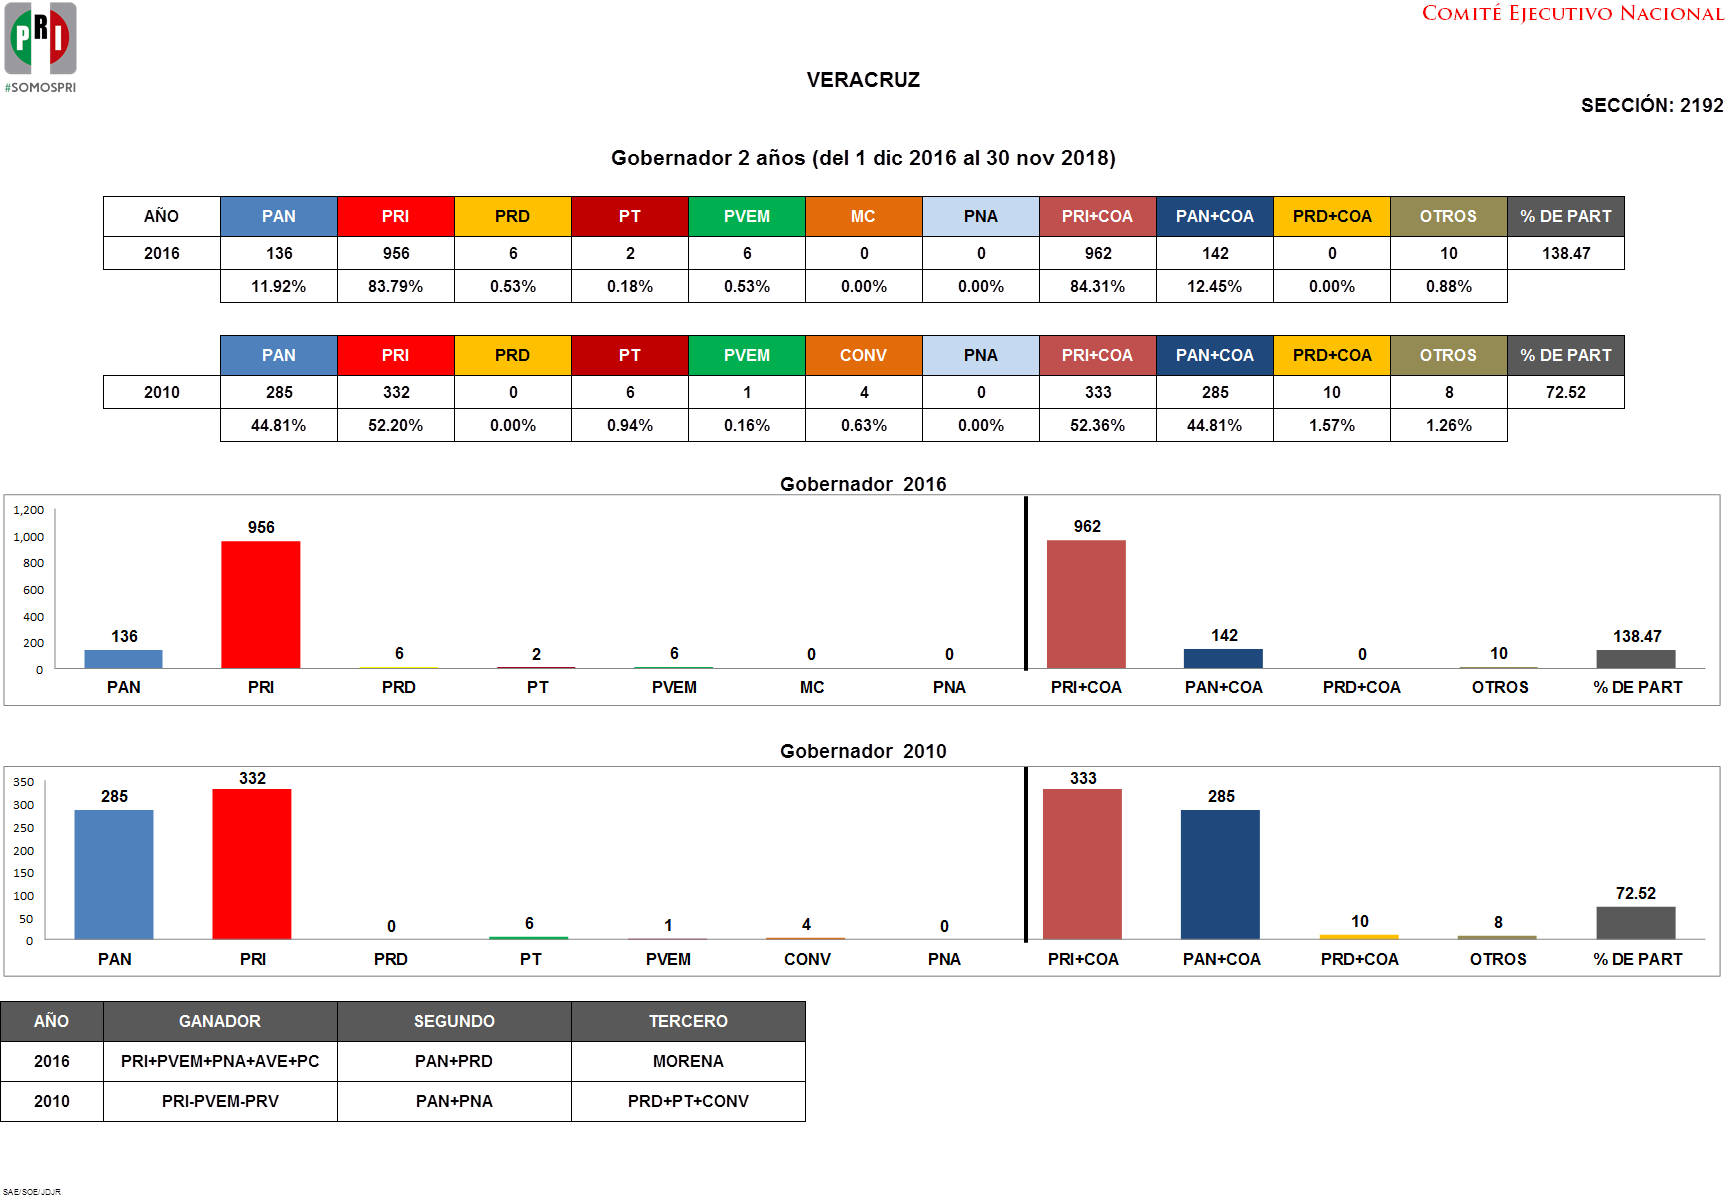 PRI
#SOMOSPRI
COMITÉ EJECUTIVO NACIONAL
VERACRUZ
SECCIÓN: 2192
Gobernador 2 años (del 1 dic 2016 al 30 nov 2018)
AÑO PAN PRI PRD PT PVEM MC PNA PRI+COA PAN+COA PRD+COA OTROS % DE PART
2016 136 956 6 2 6 0 0 962 142 0 10 138.47
11.92% 83.79% 0.53% 0.18% 0.53% 0.00% 0.00% 84.31% 12.45% 0.00% 0.88%
PAN PRI PRD PT PVEM CONV PNA PRI+COA PAN+COA PRD+COA OTROS % DE PART
2010 285 332 0 6 1 4 0 333 285 10 8 72.52
44.81% 52.20% 0.00% 0.94% 0.16% 0.63% 0.00% 52.36% 44.81% 1.57% 1.26%
Gobernador 2016
1,200
1,000
800
600
400
200
0
136 956 6 2 6 0 0 962 142 0 10 138.47
PAN PRI PRD PT PVEM MC PNA PRI+COA PAN+COA PRD+COA OTROS % DE PART
Gobernador 2010
350
300
250
200
150
100
50
0
285 332 0 6 1 4 0 333 285 10 8 72.52
PAN PRI PRD PT PVEM CONV PNA PRI+COA PAN+COA PRD+COA OTROS % DE PART
AÑO GANADOR SEGUNDO TERCERO
2016 PRI+PVEM+PNA+AVE+PC PAN+PRD MORENA
2010 PRI-PVEM-PRV PAN+PNA PRD+PT+CONV
SAE/SOE/JDJR